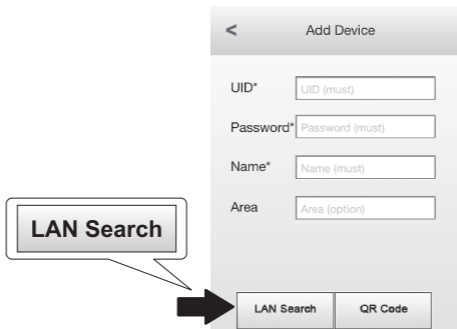 < Add Device
UID* UID (must)
Password* Password (must)
Name* Name (must)
Area Area (option)
LAN Search
LAN Search QR Code